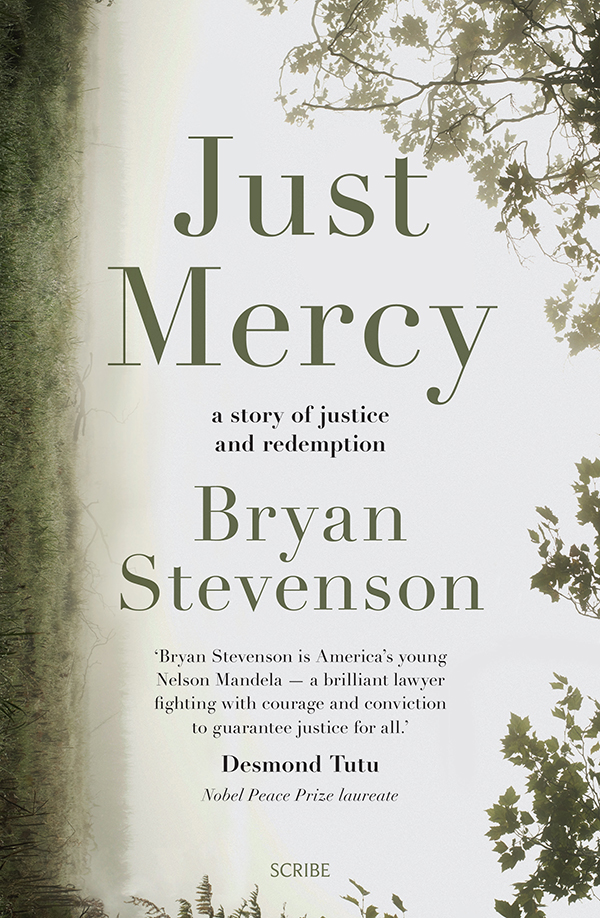 Just
Mercy
a story of justice
and redemption
Bryan
Stevenson
‘Bryan Stevenson is America’s young
Nelson Mandela — a brilliant lawyer
fighting with courage and conviction
to guarantee justice for all.’
Desmond Tutu
Nobel Peace Prize laureate
SCRIBE